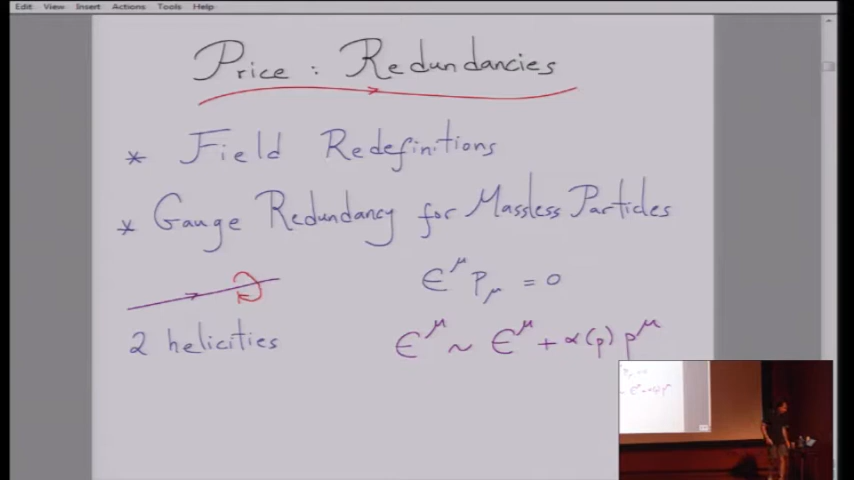 Edit View Insert Actions Tools Help
Price : Redundancies
* Field Redefinitions
* Gauge Redundancy for Massless Particles
ϵ^μ p_μ = 0
2 helicities
ϵ^μ ~ ϵ^μ + α(p) p^μ